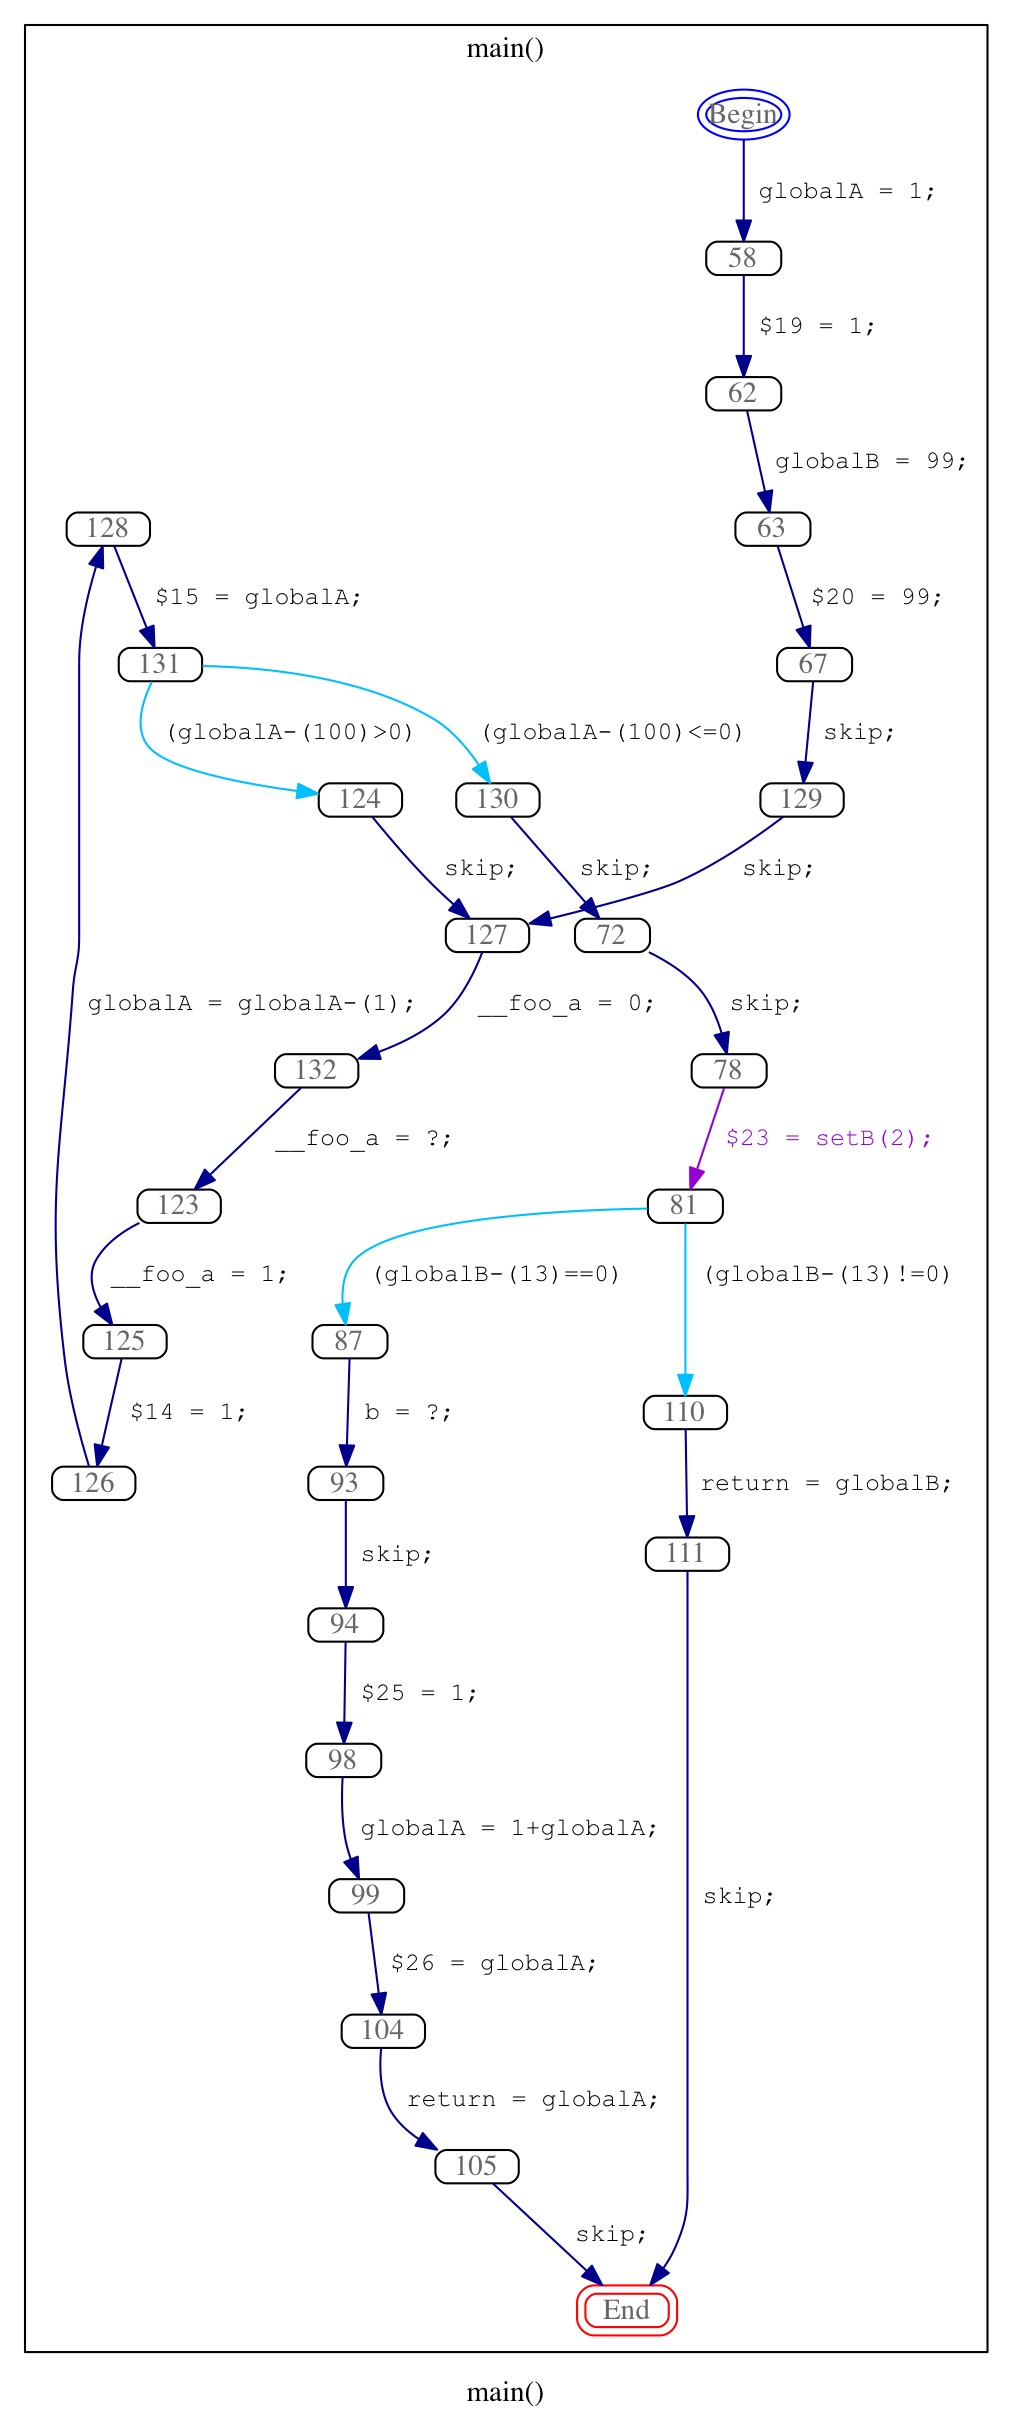 main()
Begin
globalA = 1;
58
$19 = 1;
62
globalB = 99;
128
63
$15 = globalA;
$20 = 99;
131
67
(globalA-(100)>0)
(globalA-(100)<=0)
skip;
124
130
129
skip;
skip;
skip;
127
72
globalA = globalA-(1);
__foo_a = 0;
skip;
132
78
__foo_a = ?;
$23 = setB(2);
123
81
__foo_a = 1;
(globalB-(13)==0)
(globalB-(13)!=0)
125
87
$14 = 1;
b = ?;
110
126
93
return = globalB;
skip;
111
94
$25 = 1;
98
globalA = 1+globalA;
99
skip;
$26 = globalA;
104
return = globalA;
105
skip;
End
main()